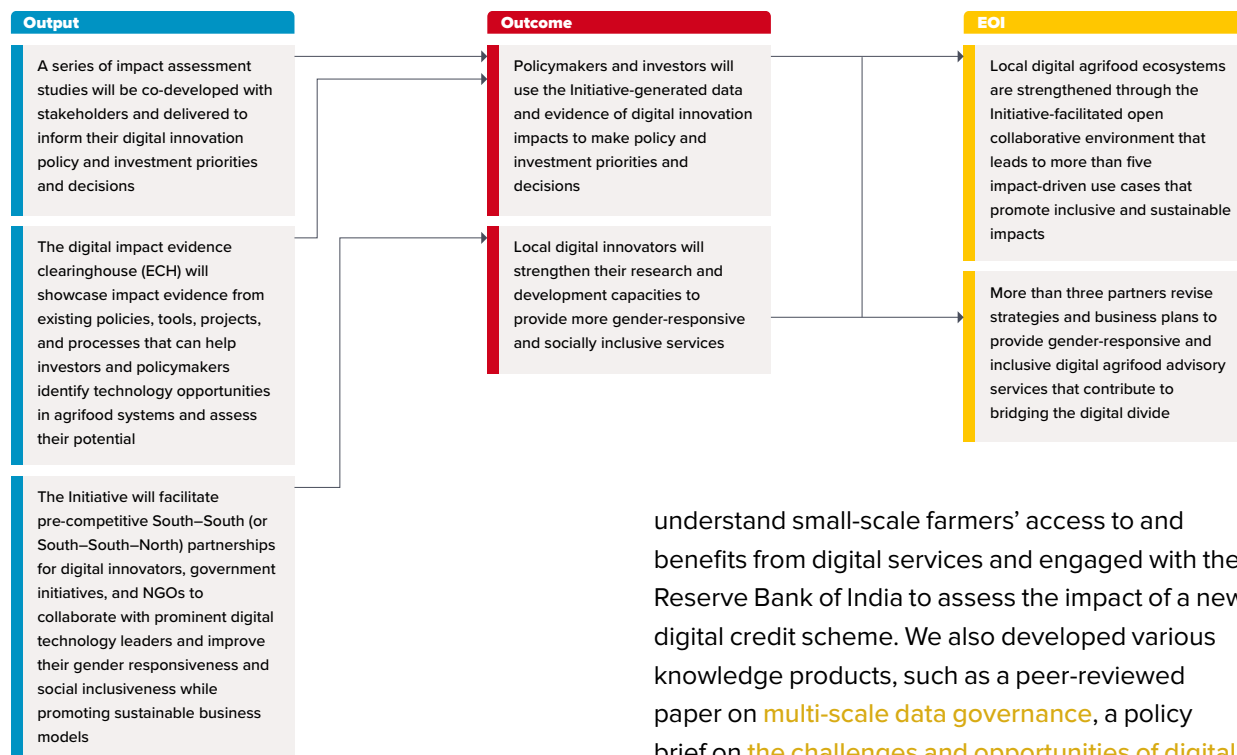 Output
A series of impact assessment
studies will be co-developed with
stakeholders and delivered to
inform their digital innovation
policy and investment priorities
and decisions
The digital impact evidence
clearinghouse (ECH) will
showcase impact evidence from
existing policies, tools, projects,
and processes that can help
investors and policymakers
identify technology opportunities
in agrifood systems and assess
their potential
The Initiative will facilitate
pre-competitive South–South (or
South–South–North) partnerships
for digital innovators, government
initiatives, and NGOs to
collaborate with prominent digital
technology leaders and improve
their gender responsiveness and
social inclusiveness while
promoting sustainable business
models
Outcome
Policymakers and investors will
use the Initiative-generated data
and evidence of digital innovation
impacts to make policy and
investment priorities and
decisions
Local digital innovators will
strengthen their research and
development capacities to
provide more gender-responsive
and socially inclusive services
EOI
Local digital agrifood ecosystems
are strengthened through the
Initiative-facilitated open
collaborative environment that
leads to more than five
impact-driven use cases that
promote inclusive and sustainable
impacts
More than three partners revise
strategies and business plans to
provide gender-responsive and
inclusive digital agrifood advisory
services that contribute to
bridging the digital divide
understand small-scale farmers’ access to and
benefits from digital services and engaged with the
Reserve Bank of India to assess the impact of a new
digital credit scheme. We also developed various
knowledge products, such as a peer-reviewed
paper on multi-scale data governance, a policy
brief on the challenges and opportunities of digital